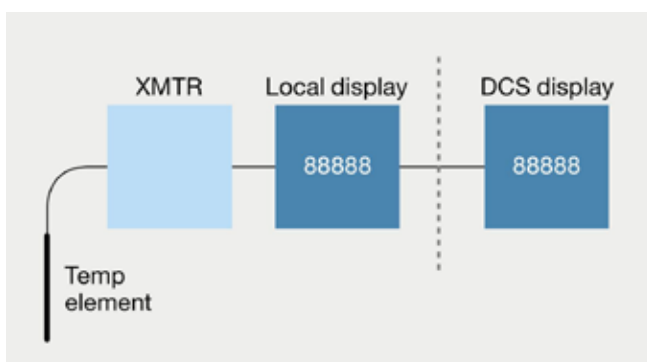 XMTR
Local display
DCS display
88888
88888
Temp
element